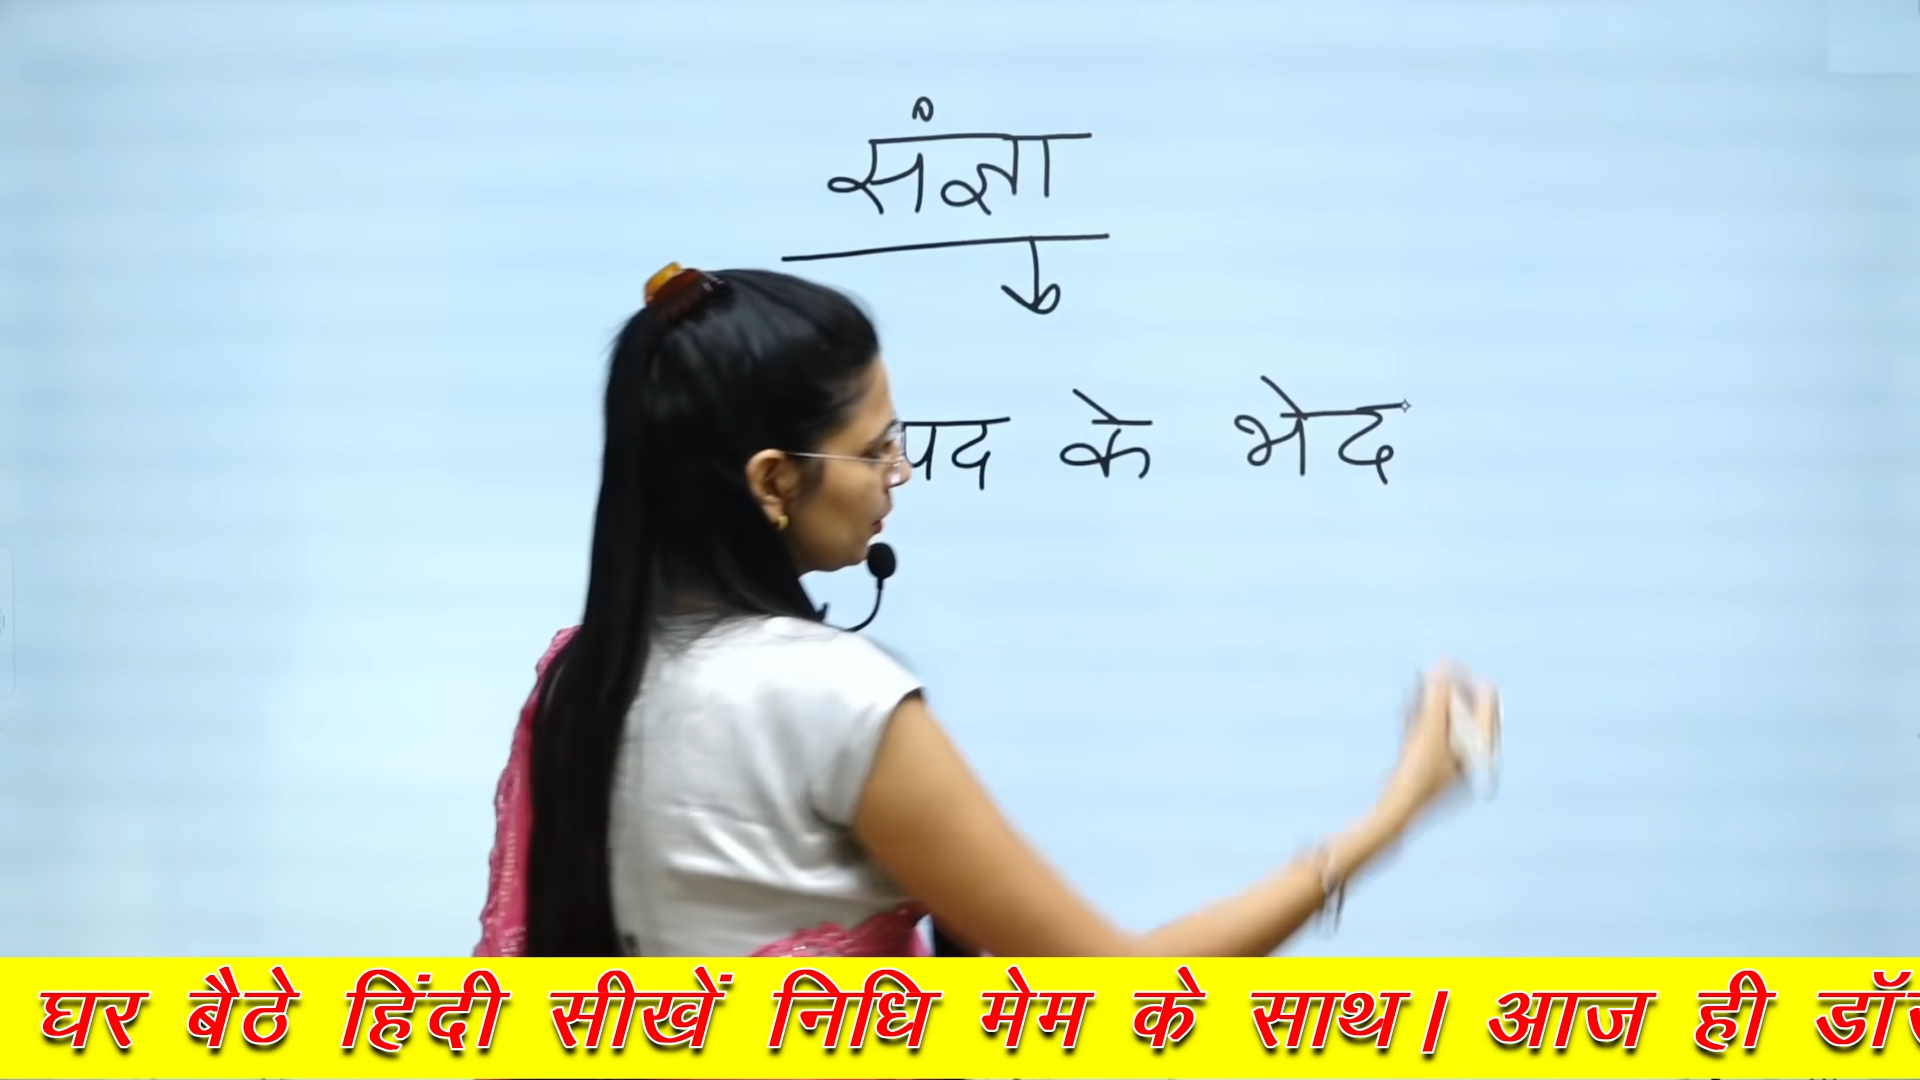 संज्ञा
पद के भेद
घर बैठे हिंदी सीखें निधि मेम के साथ। आज ही